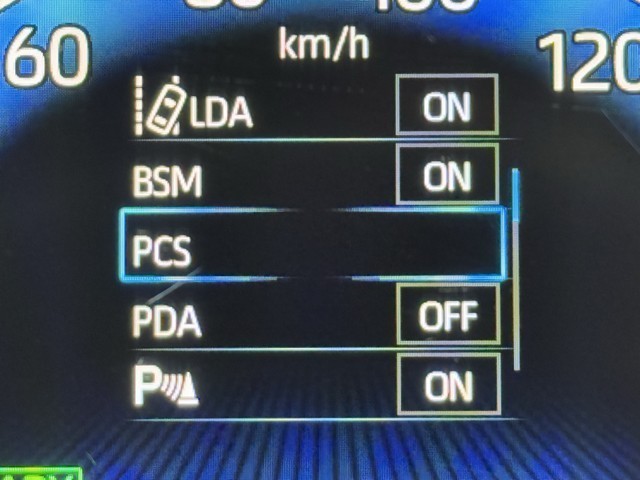 km/h
60
120
LDA ON
BSM ON
PCS
PDA OFF
P ON